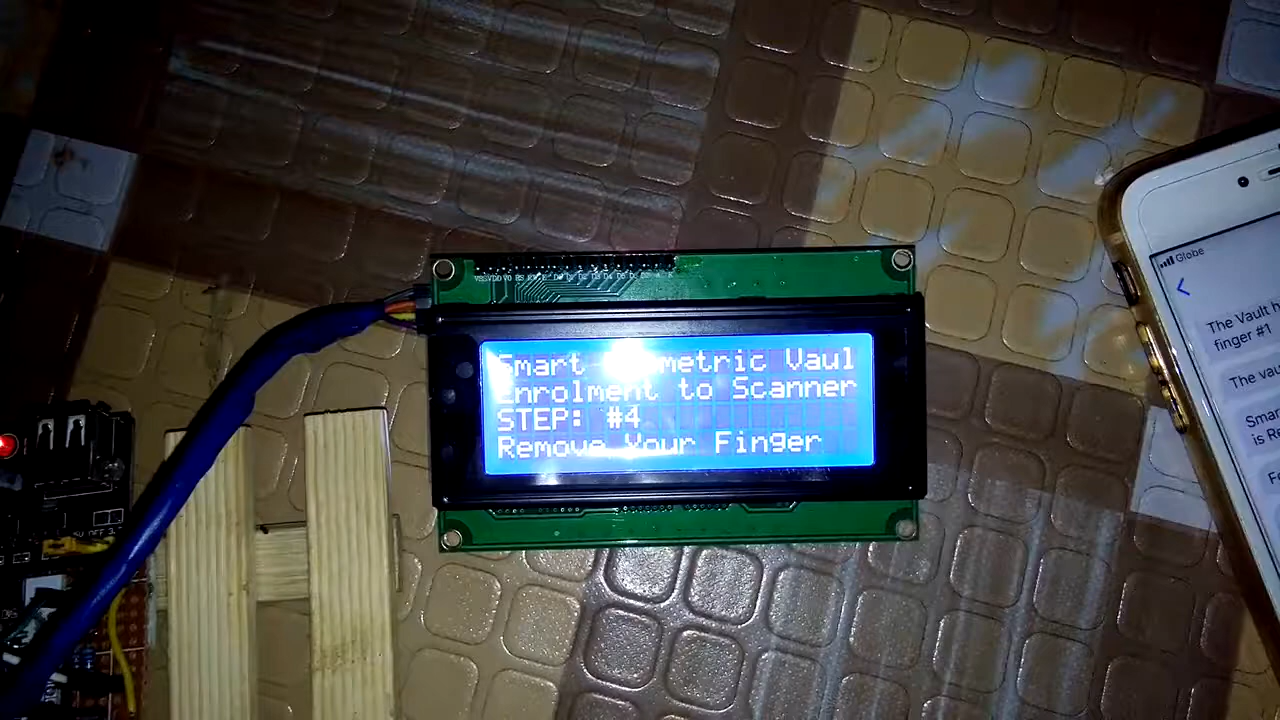 Smart metric Vaul
Enrolment to Scanner
STEP: #4
Remove Your Finger
Globe
The Vault h
finger #1
The vau
Smar
is Re